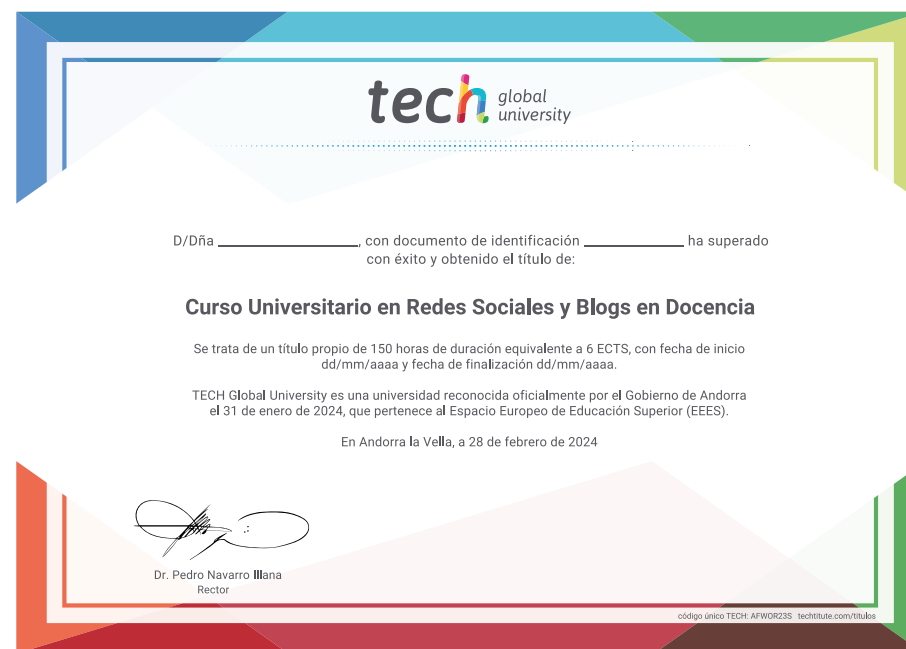 tech global university
D/Dña ______________, con documento de identificación __________ ha superado
con éxito y obtenido el título de:
Curso Universitario en Redes Sociales y Blogs en Docencia
Se trata de un título propio de 150 horas de duración equivalente a 6 ECTS, con fecha de inicio
dd/mm/aaaa y fecha de finalización dd/mm/aaaa.
TECH Global University es una universidad reconocida oficialmente por el Gobierno de Andorra
el 31 de enero de 2024, que pertenece al Espacio Europeo de Educación Superior (EEES).
En Andorra la Vella, a 28 de febrero de 2024
Dr. Pedro Navarro Illana
Rector
código único TECH: AFWOR23S techtitute.com/titulos